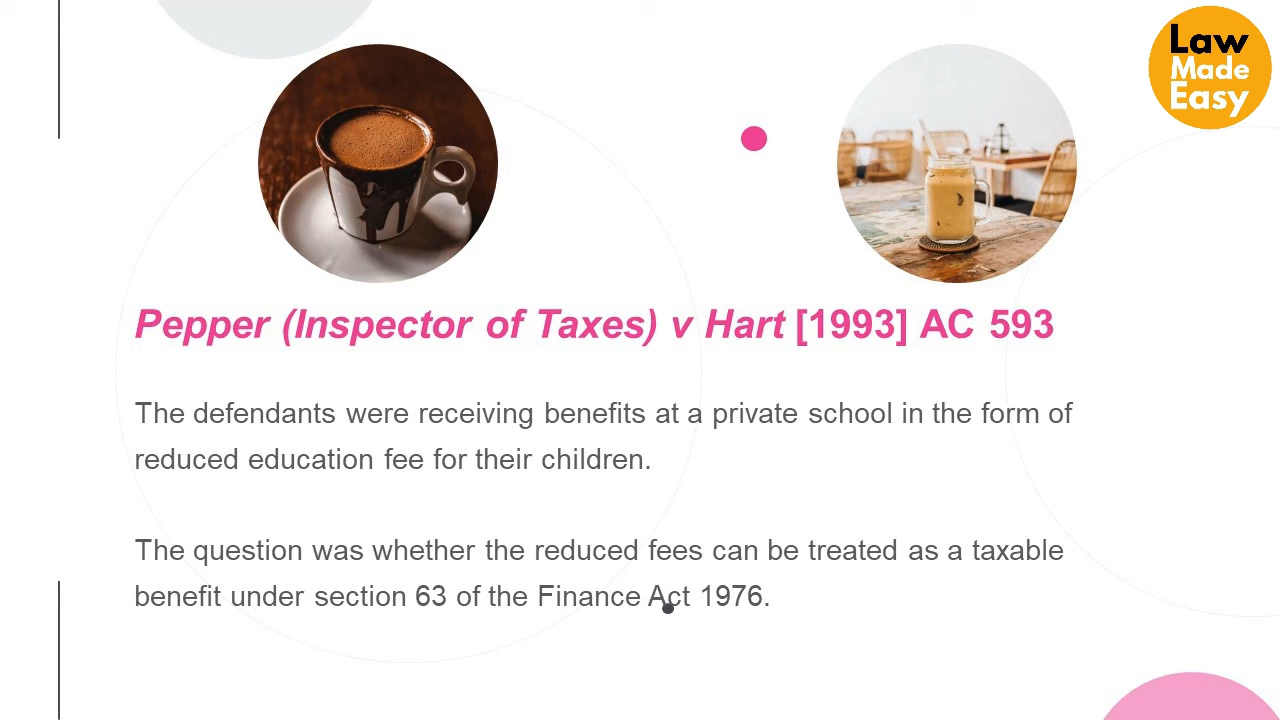 Law
Made
Easy
Pepper (Inspector of Taxes) v Hart [1993] AC 593
The defendants were receiving benefits at a private school in the form of
reduced education fee for their children.
The question was whether the reduced fees can be treated as a taxable
benefit under section 63 of the Finance Act 1976.